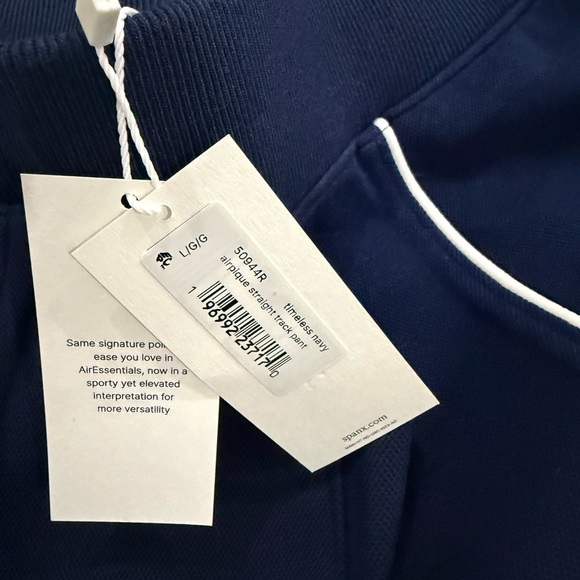 Same signature
ease you love in
AirEssentials, now in a
sporty yet elevated
interpretation for
more versatility
L/G/G
50944R
timeless navy
airpique straight track pant
1 96992 23717 0
spanx.com